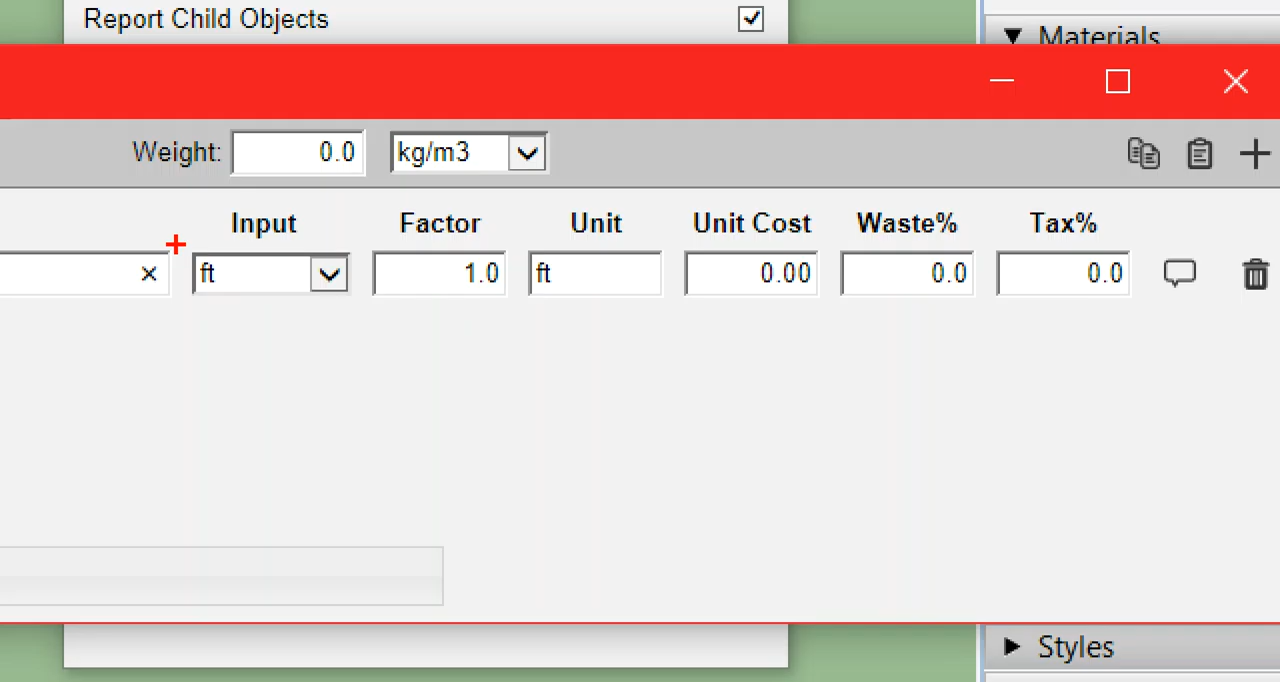 Report Child Objects
Materials
Weight: 0.0 kg/m3
Input Factor Unit Unit Cost Waste% Tax%
ft 1.0 ft 0.00 0.0 0.0
Styles